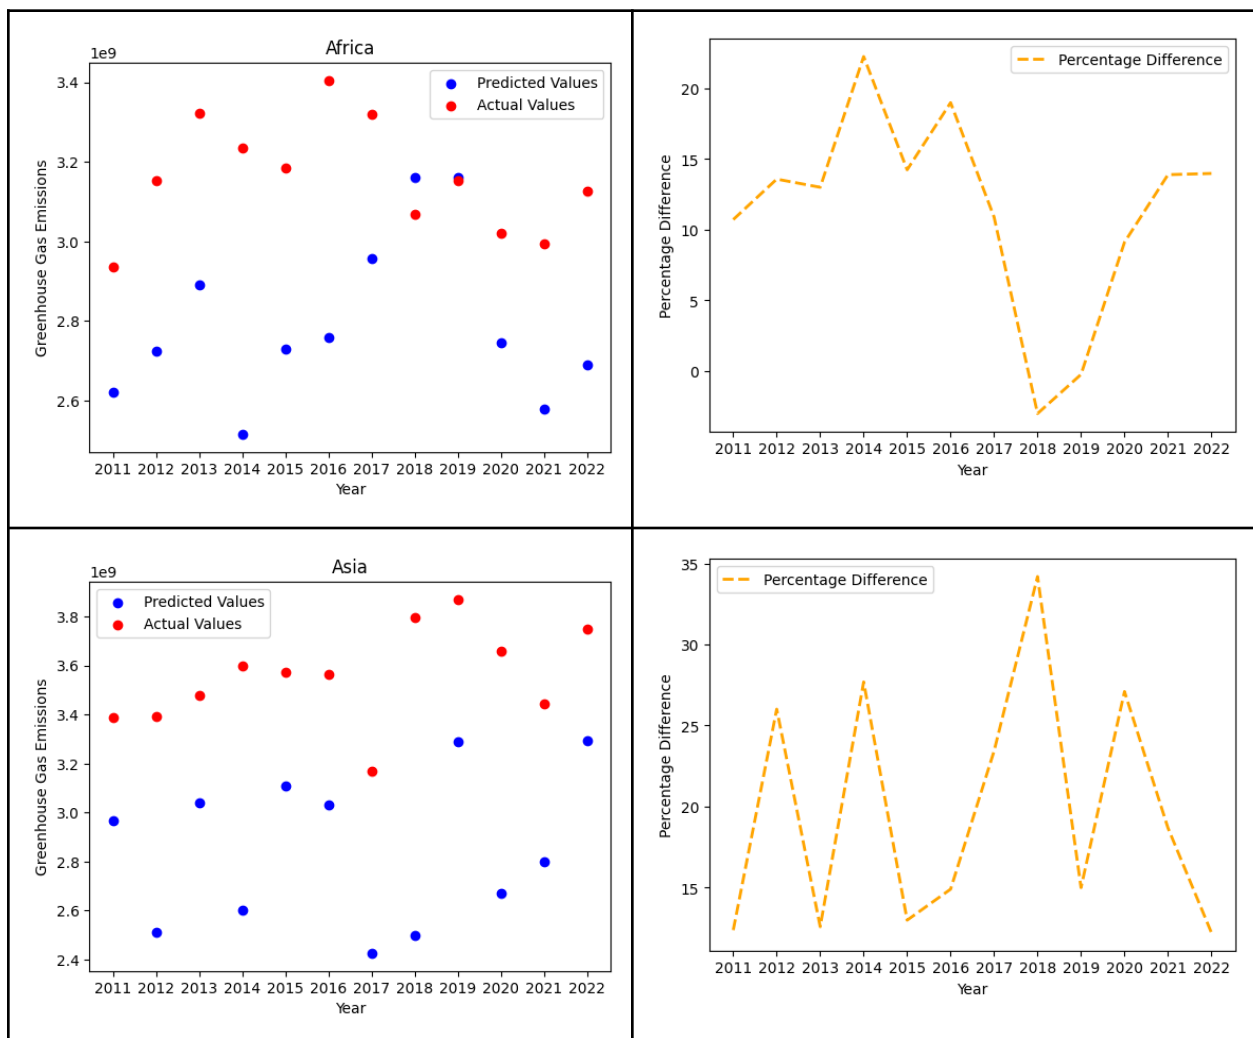 Africa
1e9
Predicted Values
Actual Values
Greenhouse Gas Emissions
3.4
3.2
3.0
2.8
2.6
2011 2012 2013 2014 2015 2016 2017 2018 2019 2020 2021 2022
Year
Percentage Difference
Percentage Difference
20
15
10
5
0
2011 2012 2013 2014 2015 2016 2017 2018 2019 2020 2021 2022
Year
Asia
1e9
Predicted Values
Actual Values
Greenhouse Gas Emissions
3.8
3.6
3.4
3.2
3.0
2.8
2.6
2.4
2011 2012 2013 2014 2015 2016 2017 2018 2019 2020 2021 2022
Year
Percentage Difference
Percentage Difference
35
30
25
20
15
2011 2012 2013 2014 2015 2016 2017 2018 2019 2020 2021 2022
Year